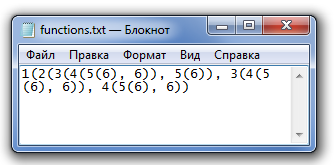 functions.txt — Блокнот
Файл Правка Формат Вид Справка
1(2(3(4(5(6), 6)), 5(6)), 3(4(5
(6), 6)), 4(5(6), 6))